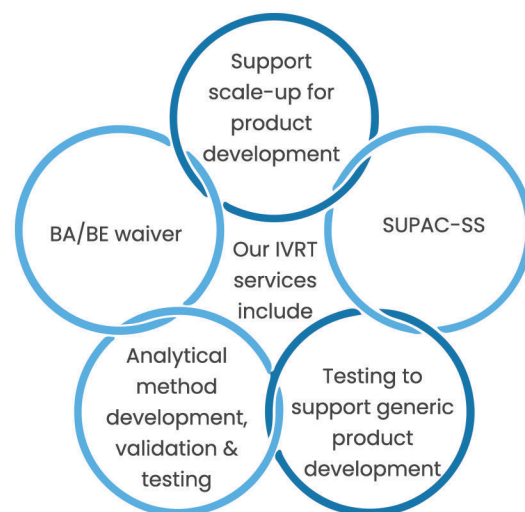 Support
scale-up for
product
development
BA/BE waiver
SUPAC-SS
Our IVRT
services
include
Analytical
method
development,
validation &
testing
Testing to
support generic
product
development